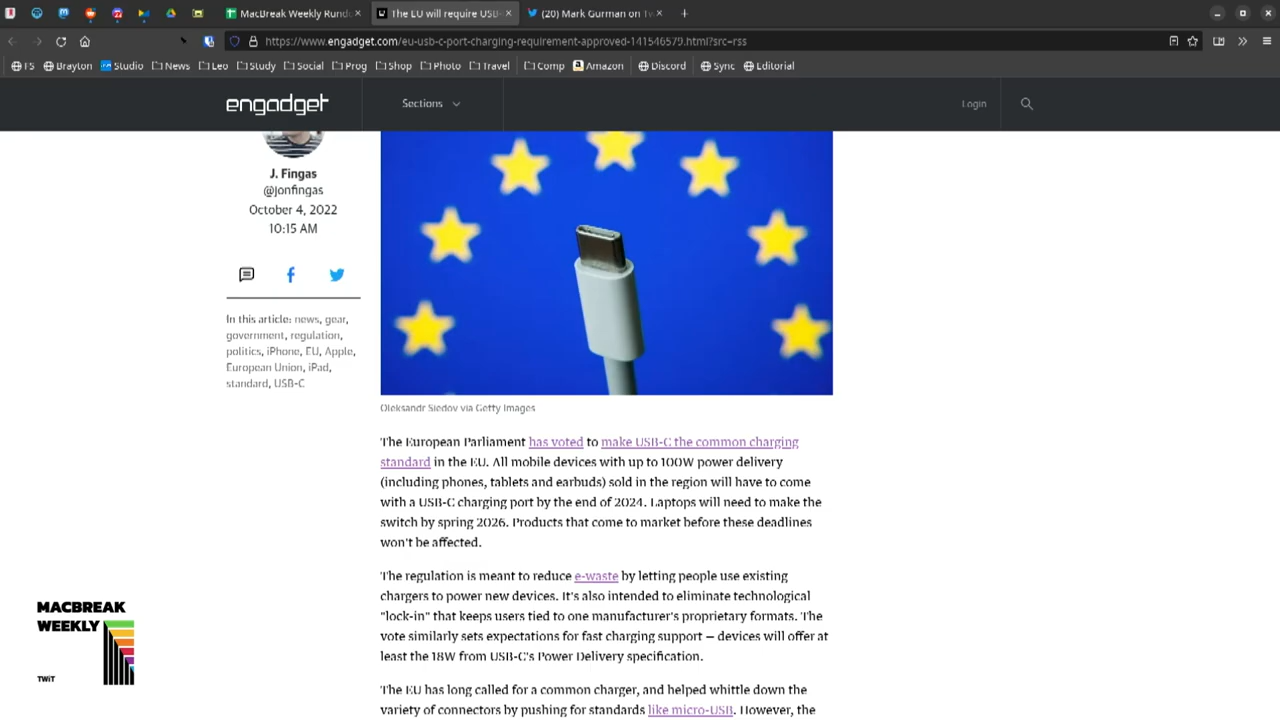 MacBreak Weekly Rund
The EU will require USB-
(20) Mark Gurman on Tw
https://www.engadget.com/eu-usb-c-port-charging-requirement-approved-141546579.html?src=rss
FS Brayton Studio News Leo Study Social Prog Shop Photo Travel Comp Amazon Discord Sync Editorial
engadget
Sections
Login
J. Fingas
@jonfingas
October 4, 2022
10:15 AM
In this article: news, gear,
government, regulation,
politics, iPhone, EU, Apple,
European Union, iPad,
standard, USB-C
Oleksandr Siedov via Getty Images
The European Parliament has voted to make USB-C the common charging
standard in the EU. All mobile devices with up to 100W power delivery
(including phones, tablets and earbuds) sold in the region will have to come
with a USB-C charging port by the end of 2024. Laptops will need to make the
switch by spring 2026. Products that come to market before these deadlines
won't be affected.
The regulation is meant to reduce e-waste by letting people use existing
chargers to power new devices. It's also intended to eliminate technological
"lock-in" that keeps users tied to one manufacturer's proprietary formats. The
vote similarly sets expectations for fast charging support — devices will offer at
least the 18W from USB-C's Power Delivery specification.
The EU has long called for a common charger, and helped whittle down the
variety of connectors by pushing for standards like micro-USB. However, the
MACBREAK
WEEKLY
TWiT